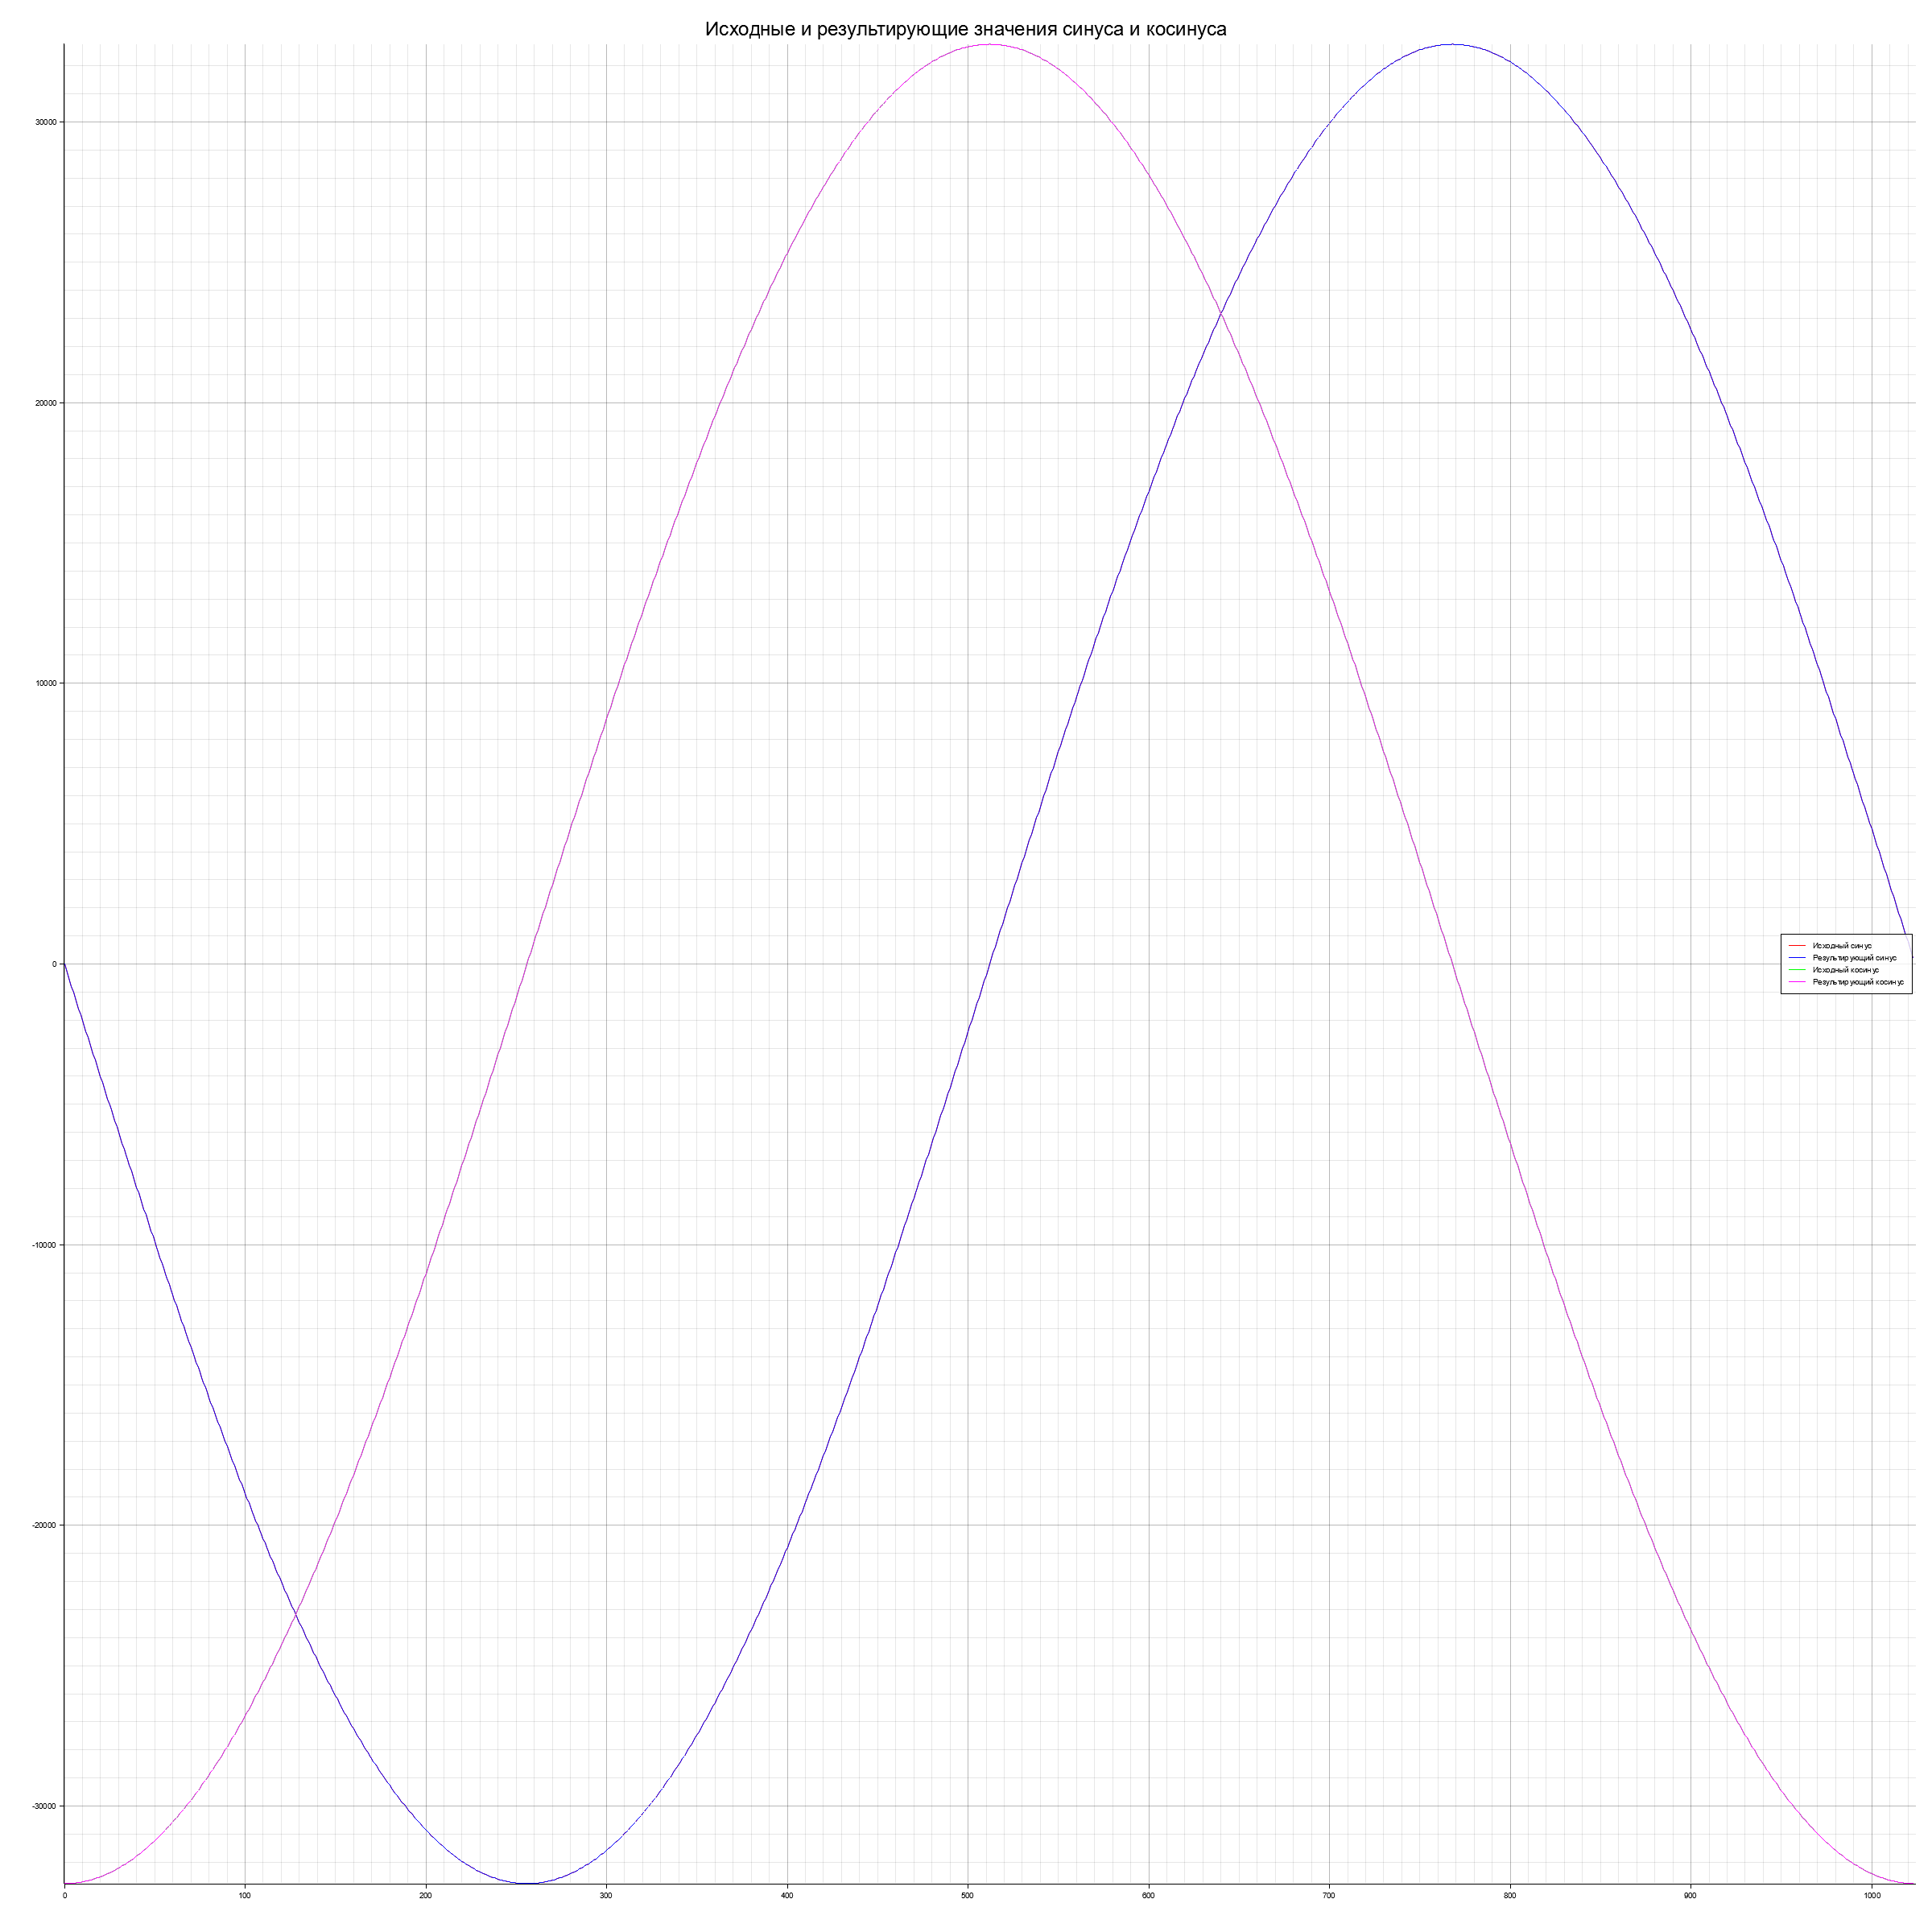 Исходные и результирующие значения синуса и косинуса
30000
20000
10000
0
-10000
-20000
-30000
Исходный синус
Результирующий синус
Исходный косинус
Результирующий косинус
0 100 200 300 400 500 600 700 800 900 1000